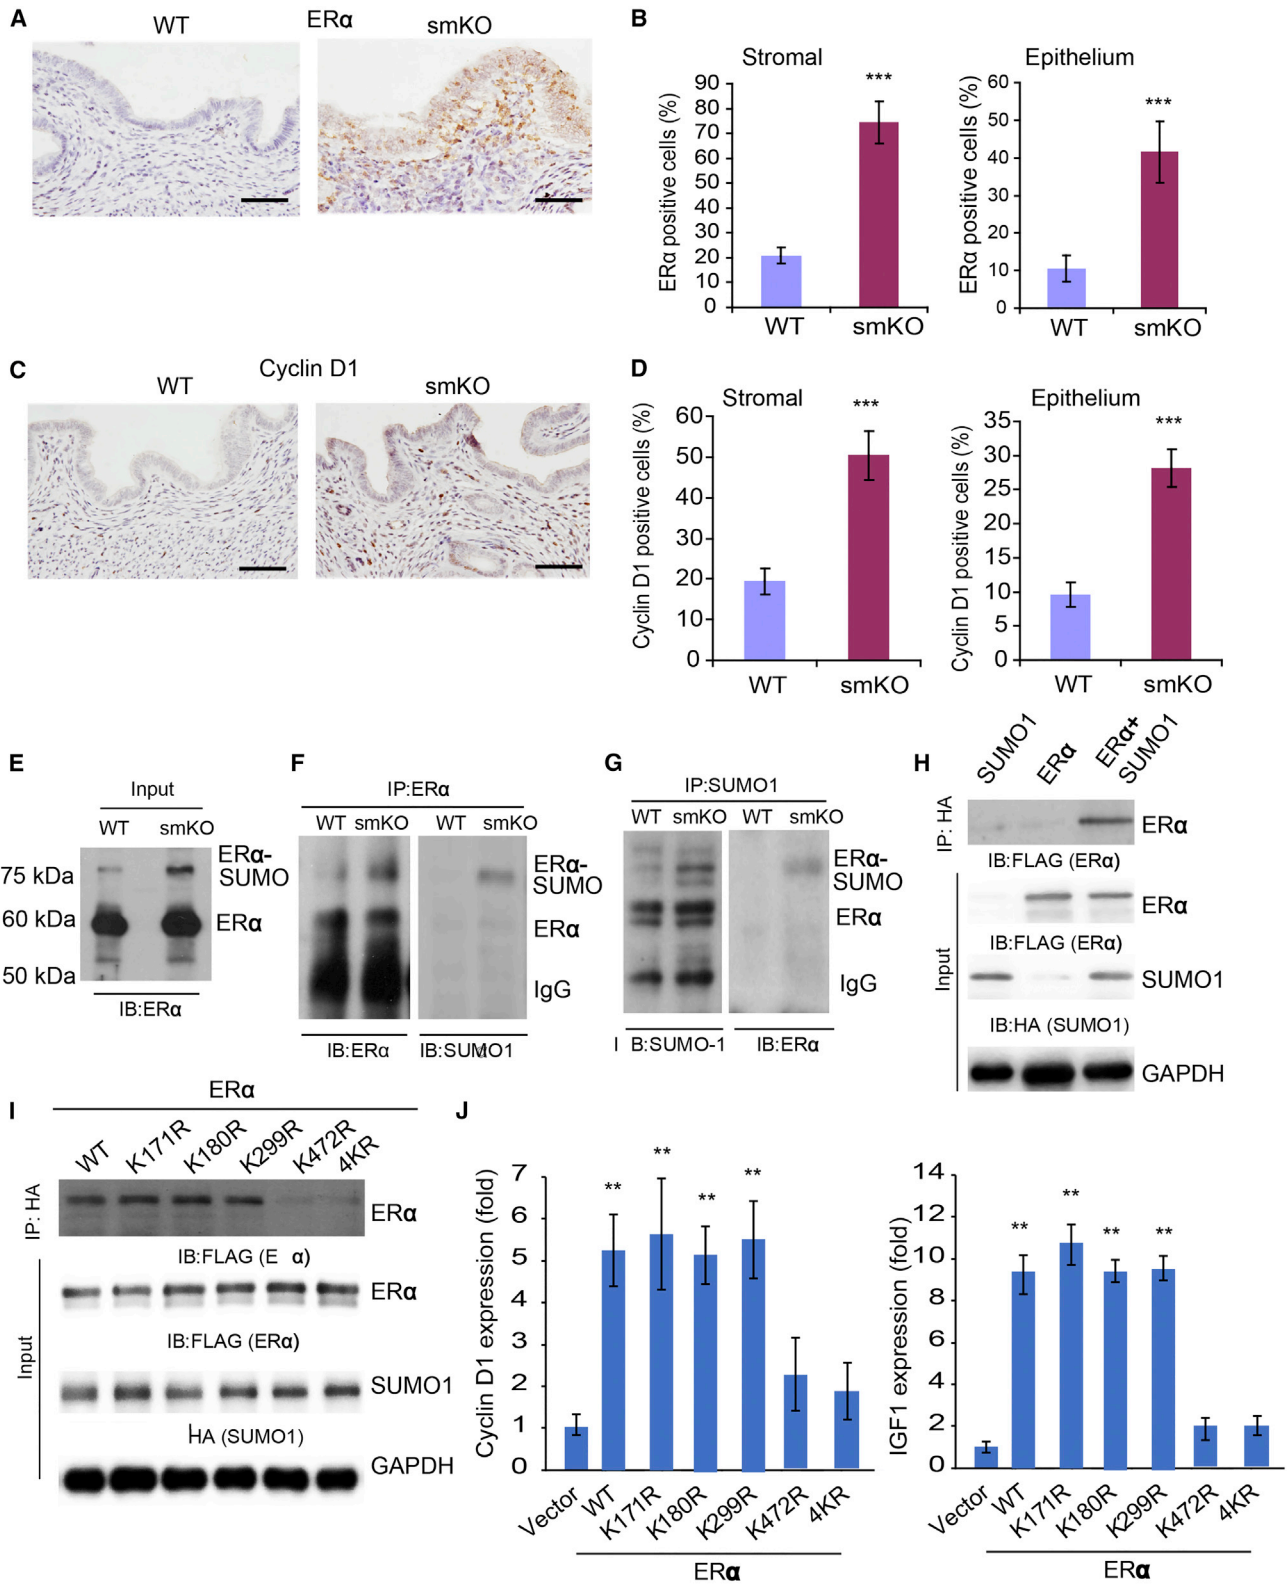 A
WT
ERα
smKO
B
Stromal
ERα positive cells (%)
90
80
70
60
50
40
30
20
10
0
***
WT
smKO
Epithelium
ERα positive cells (%)
60
50
40
30
20
10
0
***
WT
smKO
C
Cyclin D1
WT
smKO
D
Stromal
Cyclin D1 positive cells (%)
60
50
40
30
20
10
0
***
WT
smKO
Epithelium
Cyclin D1 positive cells (%)
35
30
25
20
15
10
5
0
***
WT
smKO
E
Input
WT
smKO
75 kDa
60 kDa
50 kDa
ERα-
SUMO
ERα
IB:ERα
F
IP:ERα
WT smKO
WT smKO
ERα-
SUMO
ERα
IgG
IB:ERα
IB:SUMO1
G
IP:SUMO1
WT smKO
WT smKO
ERα-
SUMO
ERα
IgG
I B:SUMO-1
IB:ERα
H
SUMO1
ERα
ERα+
SUMO1
IP: HA
ERα
IB:FLAG (ERα)
Input
ERα
IB:FLAG (ERα)
SUMO1
IB:HA (SUMO1)
GAPDH
I
ERα
WT
K171R
K180R
K299R
K472R
4KR
IP: HA
ERα
IB:FLAG (E α)
Input
ERα
IB:FLAG (ERα)
SUMO1
HA (SUMO1)
GAPDH
J
Cyclin D1 expression (fold)
7
6
5
4
3
2
1
0
**
**
**
**
Vector
WT
K171R
K180R
K299R
K472R
4KR
ERα
IGF1 expression (fold)
14
12
10
8
6
4
2
0
**
**
**
**
Vector
WT
K171R
K180R
K299R
K472R
4KR
ERα